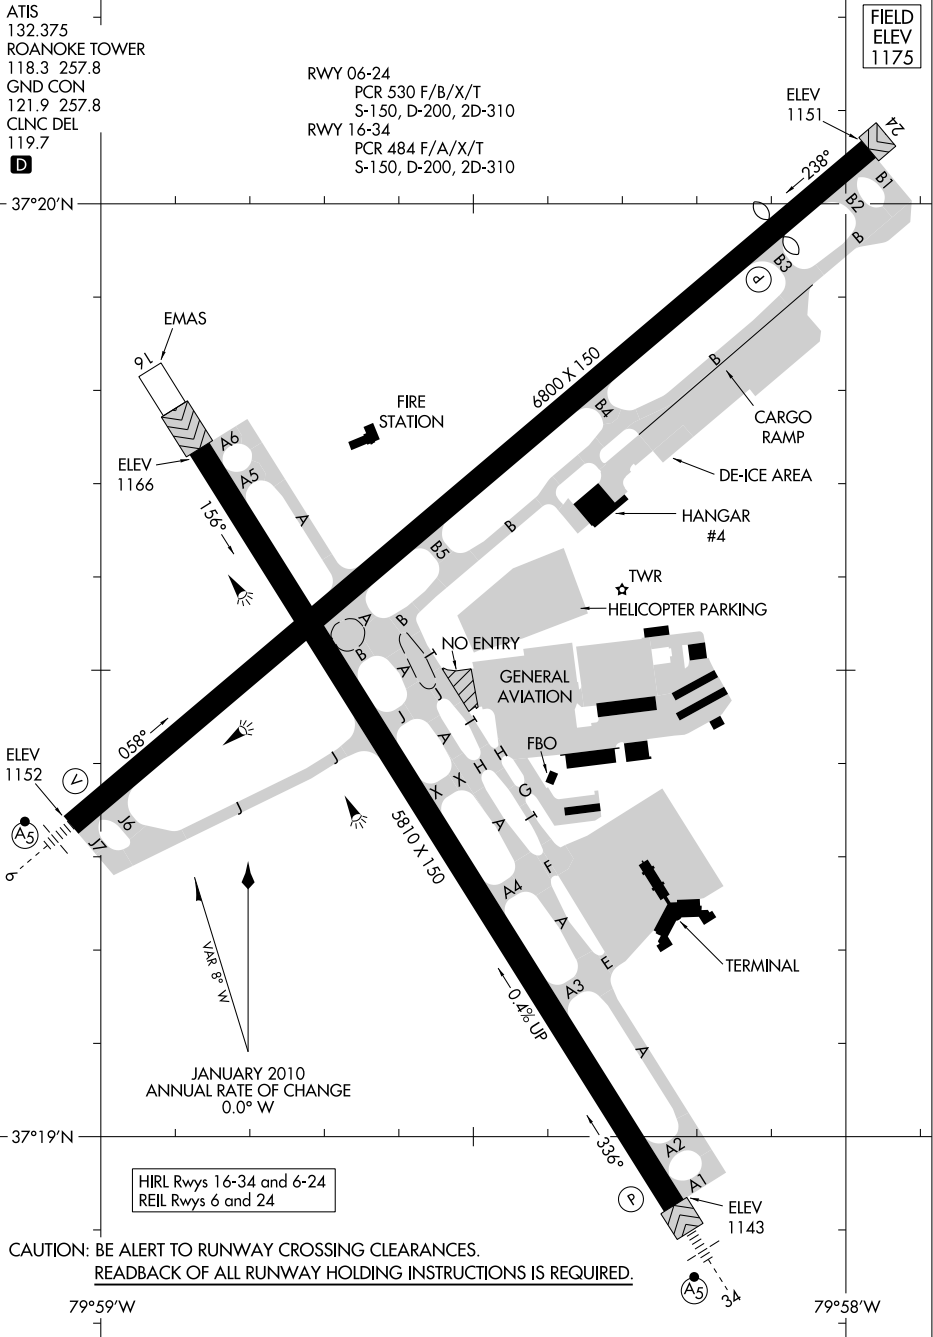 ATIS
132.375
ROANOKE TOWER
118.3 257.8
GND CON
121.9 257.8
CLNC DEL
119.7
D
RWY 06-24
PCR 530 F/B/X/T
S-150, D-200, 2D-310
RWY 16-34
PCR 484 F/A/X/T
S-150, D-200, 2D-310
FIELD
ELEV
1175
ELEV
1151
24
238°
B1
B2
B
37°20'N
B3
P
EMAS
16
6800 X 150
B
B4
CARGO
RAMP
FIRE
STATION
A6
A5
ELEV
1166
DE-ICE AREA
156°
A
B
HANGAR
#4
B5
TWR
HELICOPTER PARKING
A
B
B
T
NO ENTRY
A
J
GENERAL
AVIATION
J
T
058°
A
H
FBO
ELEV
1152
V
J
X
H
X
G
J
T
A5
J6
J7
A
5810 X 150
6
F
A4
A
VAR 8° W
E
TERMINAL
A3
0.4% UP
A
JANUARY 2010
ANNUAL RATE OF CHANGE
0.0° W
37°19'N
336°
A2
A1
P
HIRL Rwys 16-34 and 6-24
REIL Rwys 6 and 24
ELEV
1143
CAUTION: BE ALERT TO RUNWAY CROSSING CLEARANCES.
READBACK OF ALL RUNWAY HOLDING INSTRUCTIONS IS REQUIRED.
A5
34
79°59'W
79°58'W